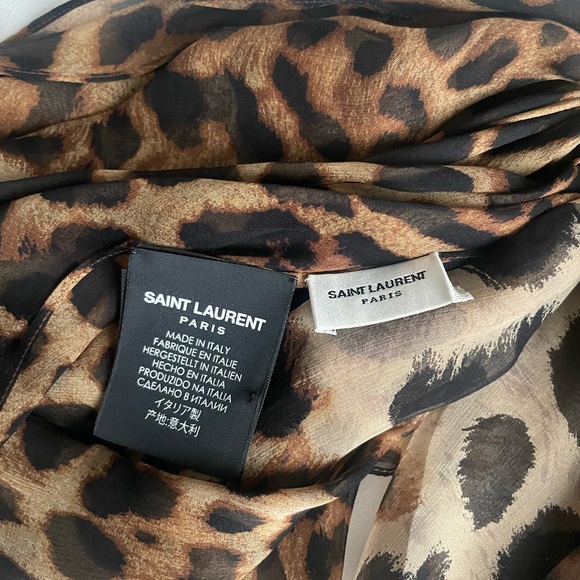 SAINT LAURENT
PARIS
MADE IN ITALY
FABRIQUE EN ITALIE
HERGESTELLT IN ITALIEN
HECHO EN ITALIA
PRODUZIDO NA ITALIA
СДЕЛАНО В ИТАЛИИ
イタリア製
产地:意大利
SAINT LAURENT
PARIS